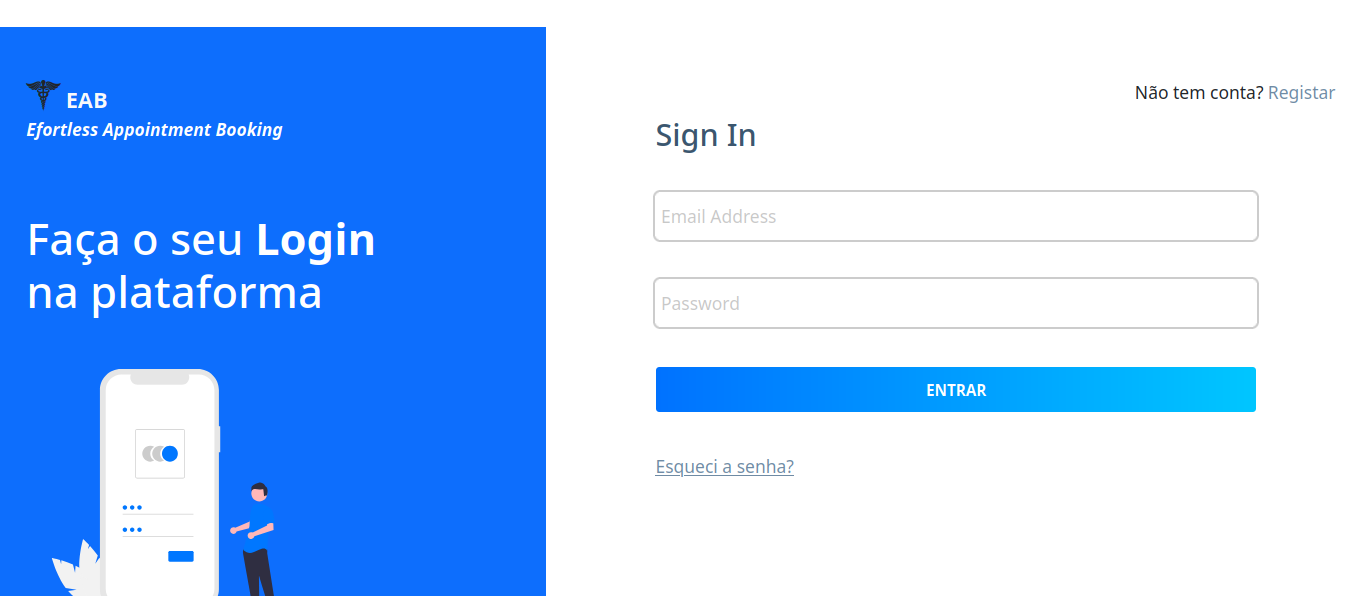 EAB
Efortless Appointment Booking
Faça o seu Login
na plataforma
Não tem conta? Registar
Sign In
Email Address
Password
ENTRAR
Esqueci a senha?